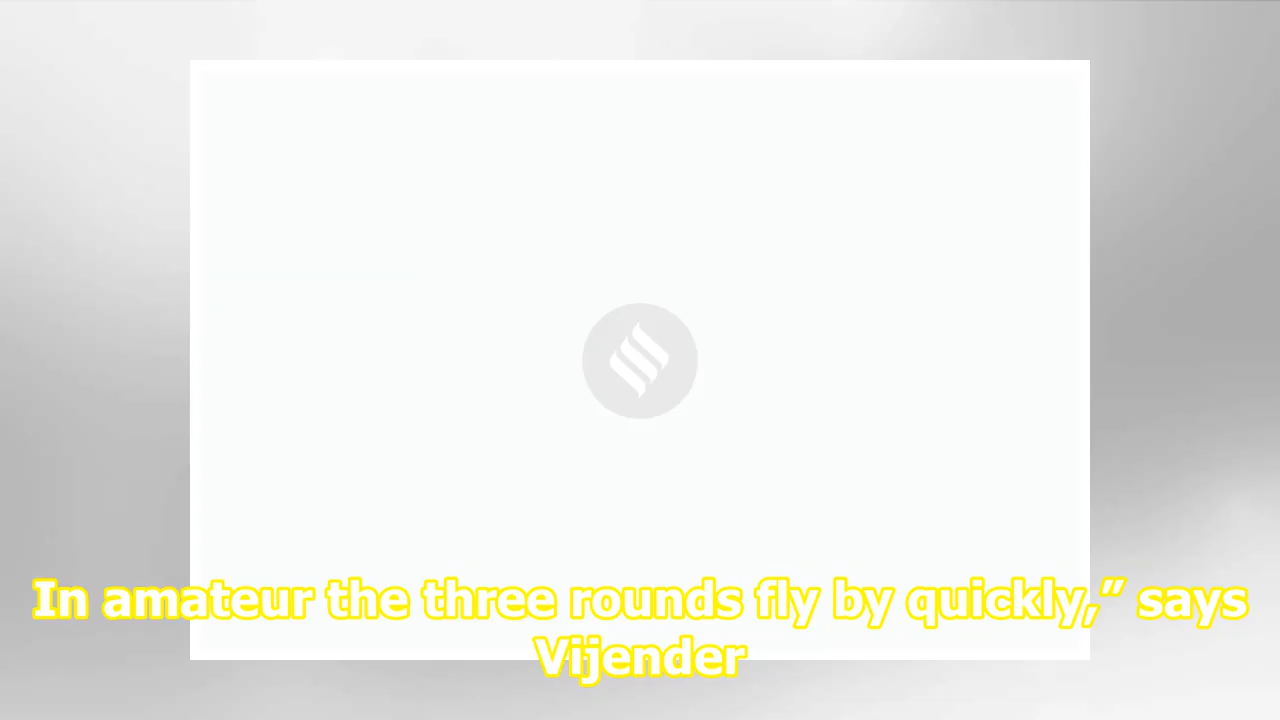 In amateur the three rounds fly by quickly,” says
Vijender